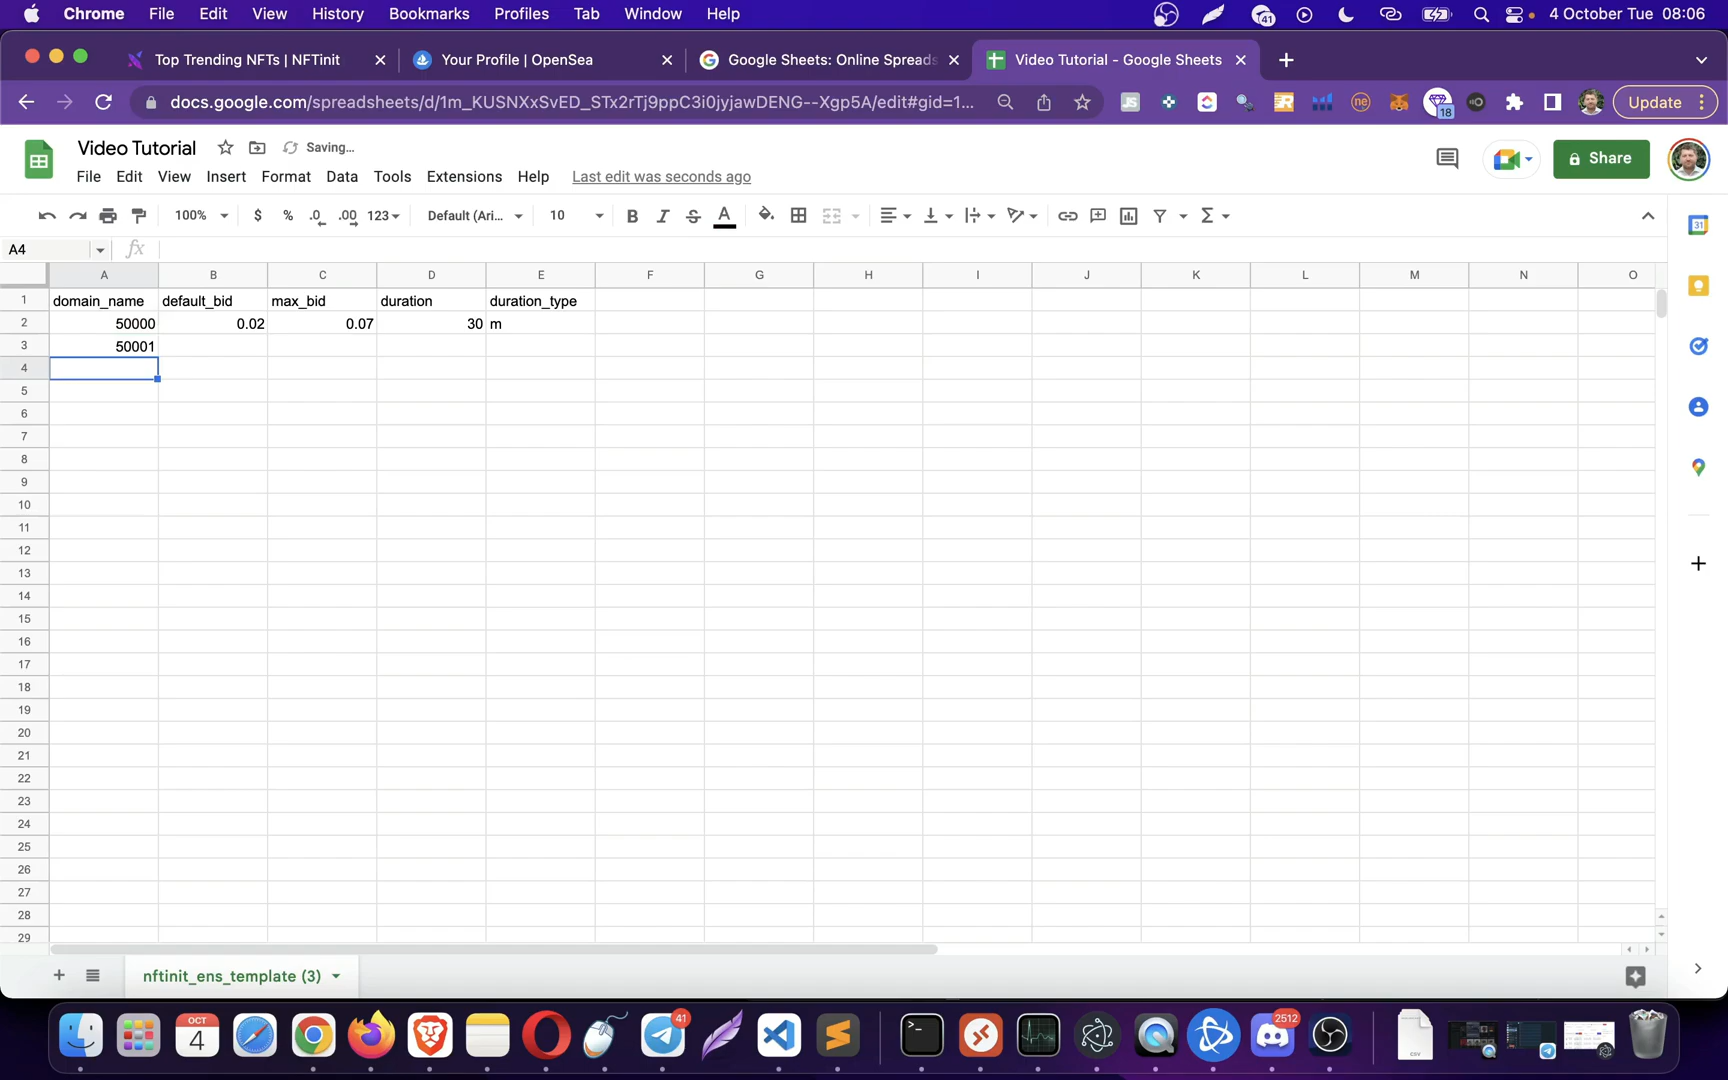 Chrome File Edit View History Bookmarks Profiles Tab Window Help 41 4 October Tue 08:06
Top Trending NFTs | NFTinit Your Profile | OpenSea Google Sheets: Online Spreads Video Tutorial - Google Sheets
docs.google.com/spreadsheets/d/1m_KUSNXxSvED_STx2rTj9ppC3i0jyjawDENG--Xgp5A/edit#gid=1... JS ne 18 Update
Video Tutorial Saving... Share
File Edit View Insert Format Data Tools Extensions Help Last edit was seconds ago
100% $ % .0 .00 123 Default (Ari... 10 B I S A Σ
31
A4 fx
A B C D E F G H I J K L M N O
1 domain_name default_bid max_bid duration duration_type
2 50000 0.02 0.07 30 m
3 50001
4
5
6
7
8
9
10
11
12
13
14
15
16
17
18
19
20
21
22
23
24
25
26
27
28
29
nftinit_ens_template (3)
OCT 4 41 2512 CSV